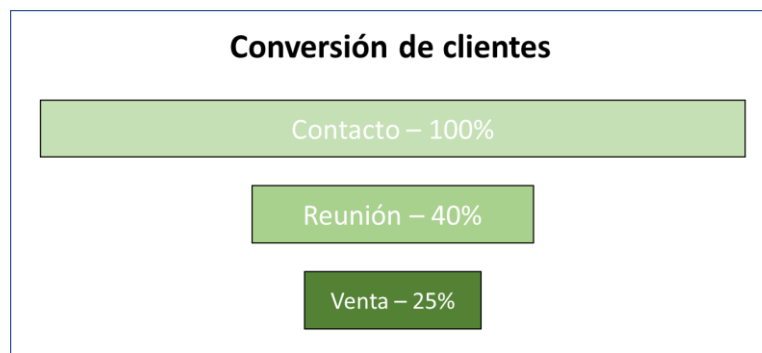 Conversión de clientes
Contacto – 100%
Reunión – 40%
Venta – 25%